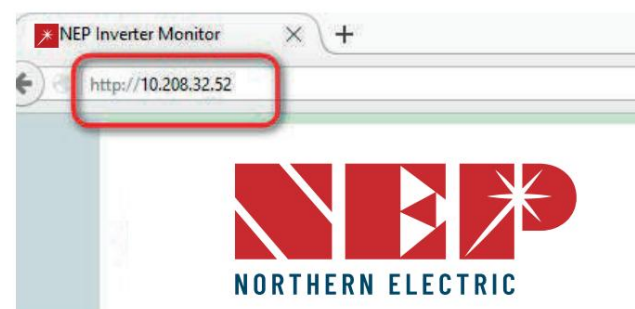 NEP Inverter Monitor
http://10.208.32.52
NEP
NORTHERN ELECTRIC